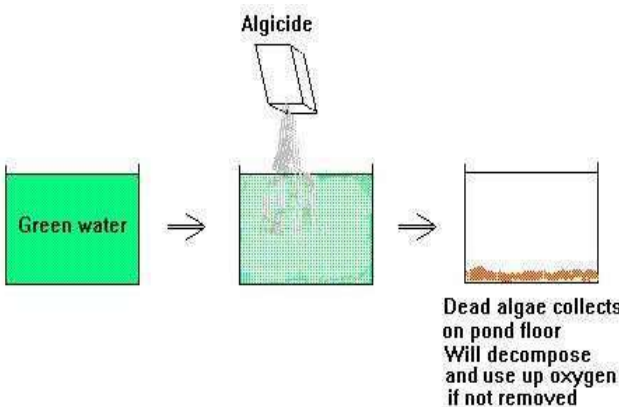 Algicide
Green water
Dead algae collects
on pond floor
Will decompose
and use up oxygen
if not removed